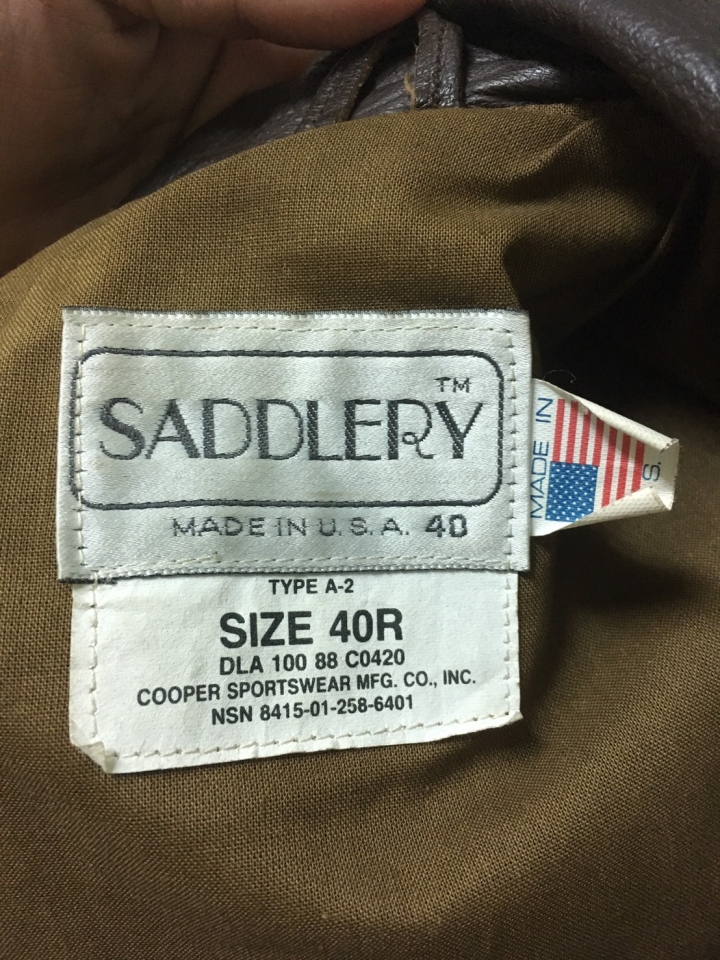 SADDLERY™
MADE IN U.S.A. 40
MADE IN
S.
TYPE A-2
SIZE 40R
DLA 100 88 C0420
COOPER SPORTSWEAR MFG. CO., INC.
NSN 8415-01-258-6401